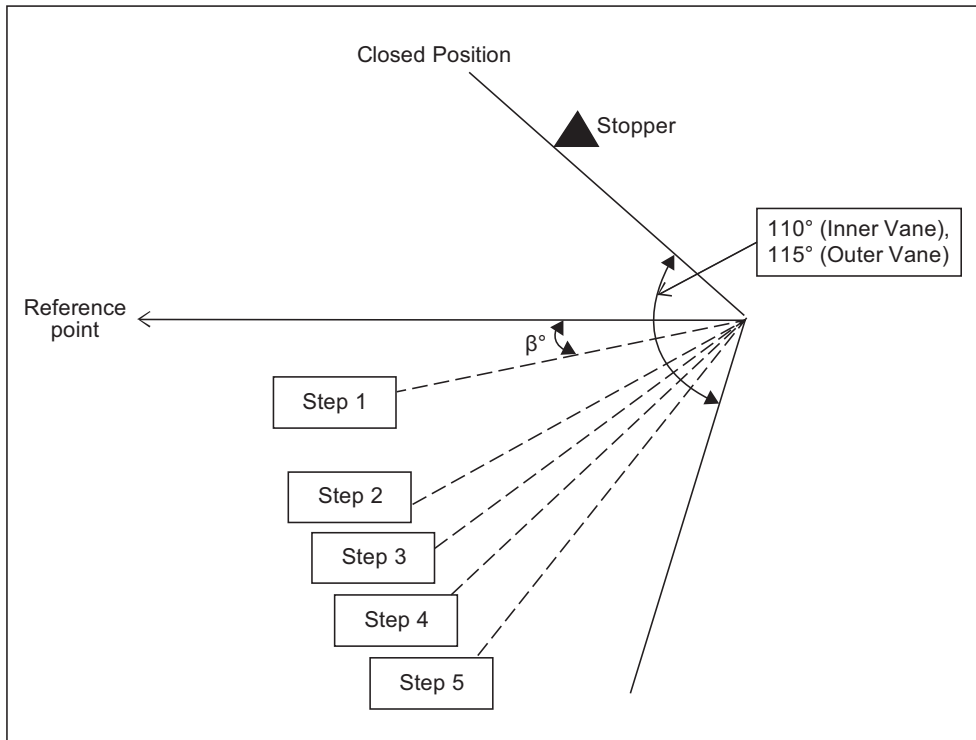 Closed Position
Stopper
110° (Inner Vane),
115° (Outer Vane)
Reference
point
β°
Step 1
Step 2
Step 3
Step 4
Step 5